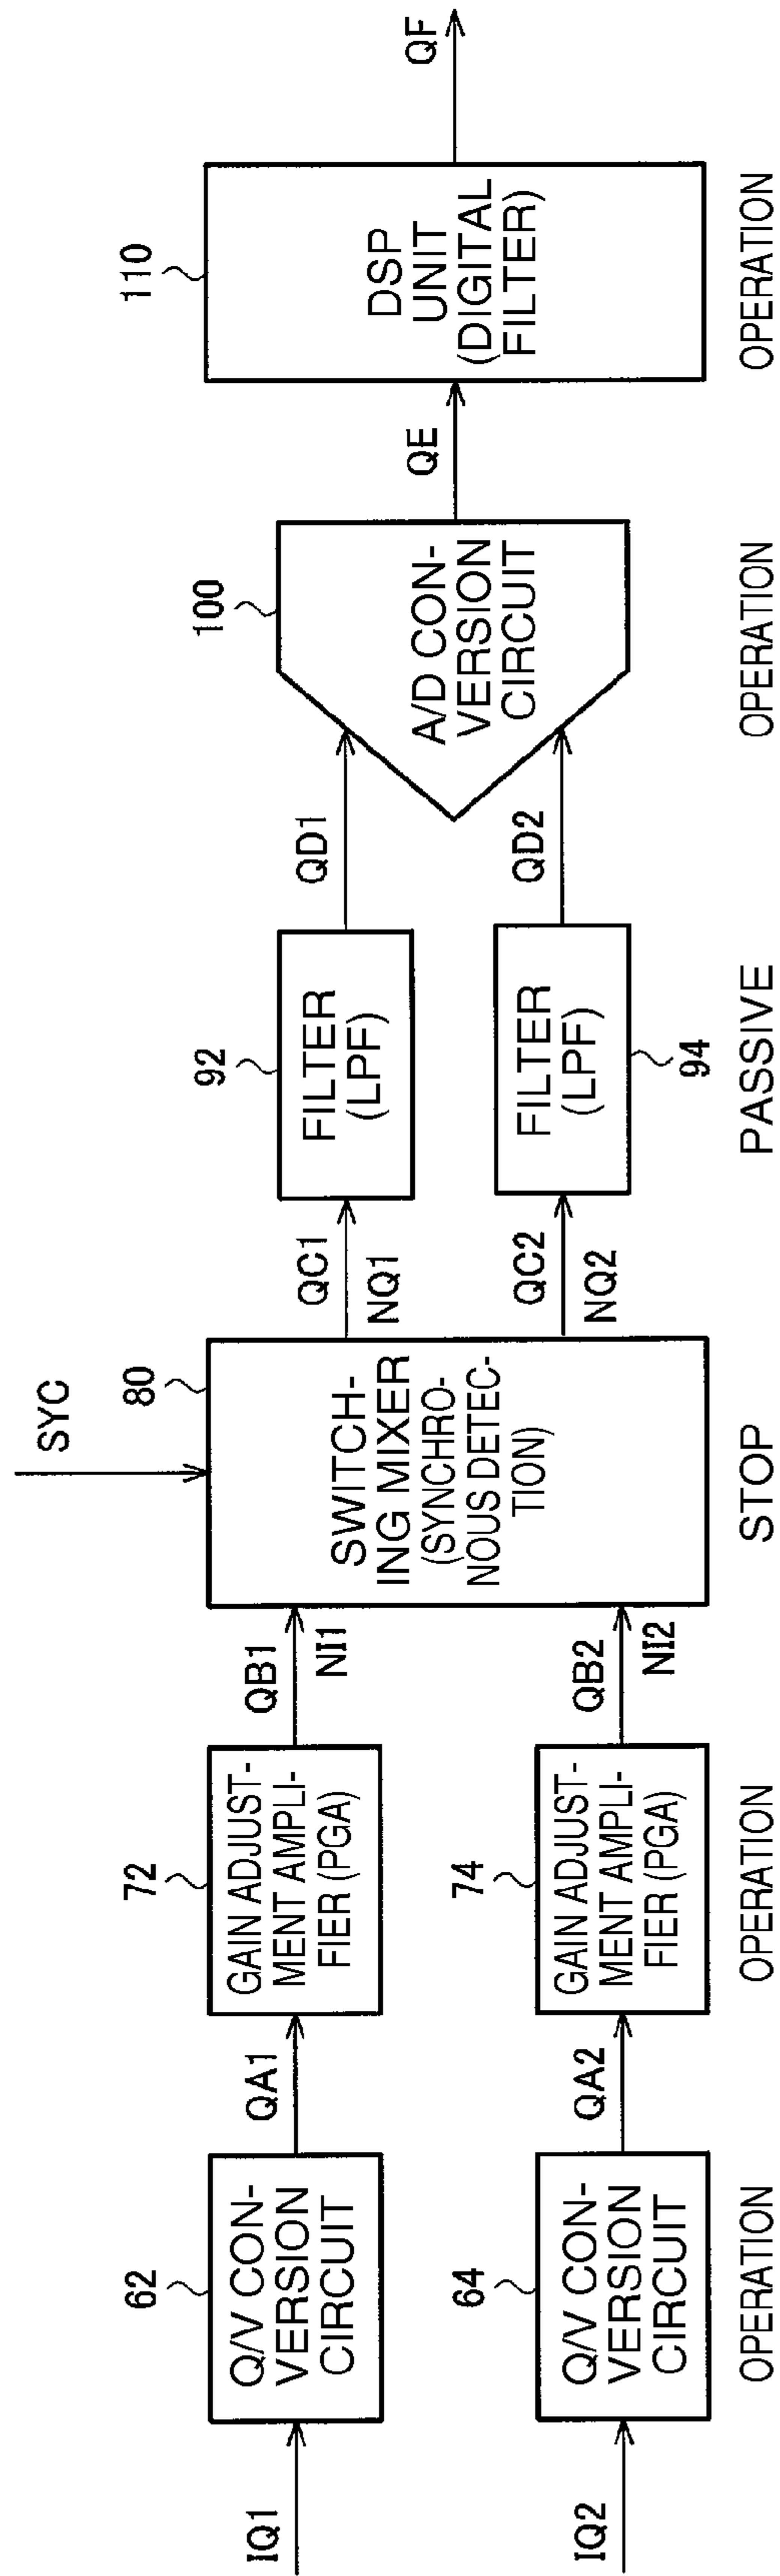 IQ1
62
Q/V CON-
VERSION
CIRCUIT
QA1
72
GAIN ADJUST-
MENT AMPLI-
FIER (PGA)
QB1
NI1
IQ2
64
Q/V CON-
VERSION
CIRCUIT
QA2
74
GAIN ADJUST-
MENT AMPLI-
FIER (PGA)
QB2
NI2
SYC
80
SWITCH-
ING MIXER
(SYNCHRO-
NOUS DETEC-
TION)
QC1
NQ1
92
FILTER
(LPF)
QD1
QC2
NQ2
FILTER
(LPF)
94
QD2
100
A/D CON-
VERSION
CIRCUIT
QE
110
DSP
UNIT
(DIGITAL
FILTER)
QF
OPERATION
OPERATION
STOP
PASSIVE
OPERATION
OPERATION